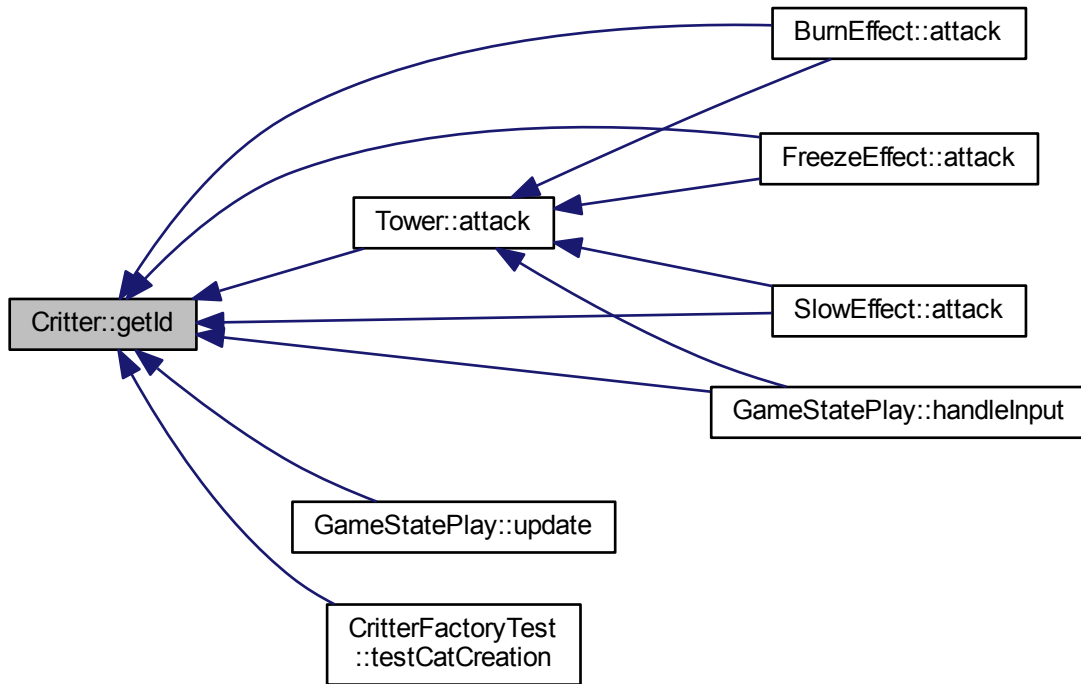 BurnEffect::attack
FreezeEffect::attack
Tower::attack
SlowEffect::attack
Critter::getId
GameStatePlay::handleInput
GameStatePlay::update
CritterFactoryTest
::testCatCreation